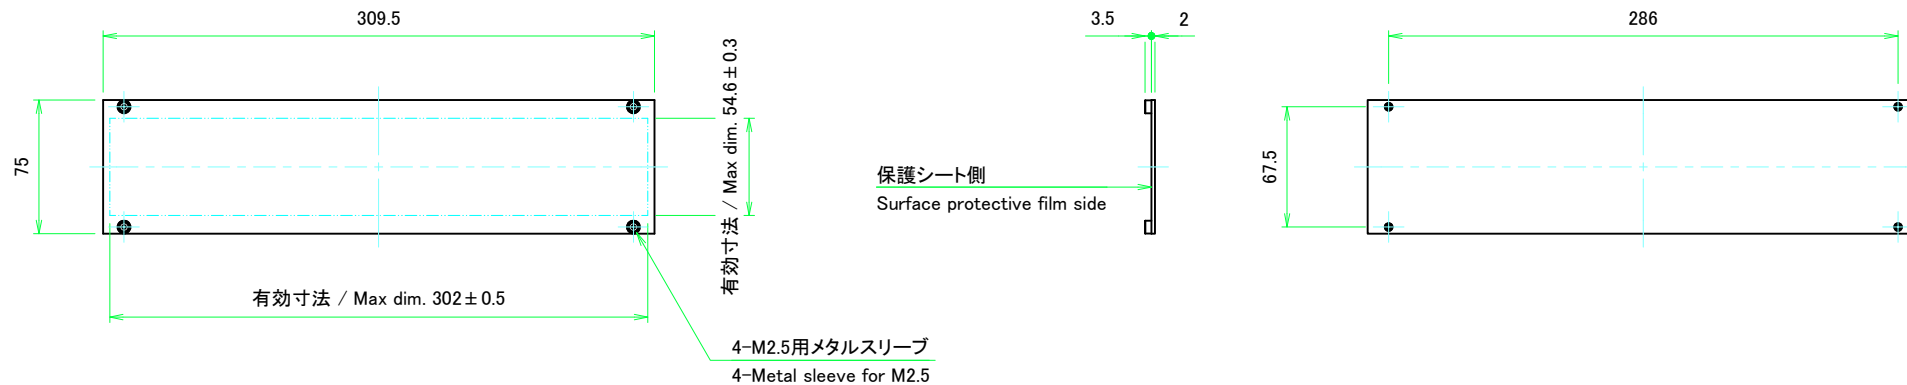 309.5
75
有効寸法 / Max dim. 54.6±0.3
有効寸法 / Max dim. 302±0.5
4-M2.5用メタルスリーブ
4-Metal sleeve for M2.5
3.5
2
保護シート側
Surface protective film side
286
67.5